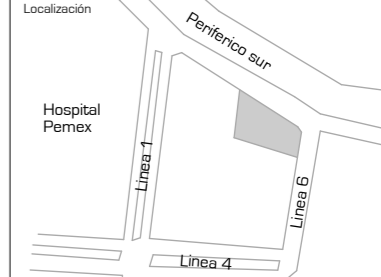 Localización
Periferico sur
Hospital
Pemex
Linea 1
Linea 6
Linea 4